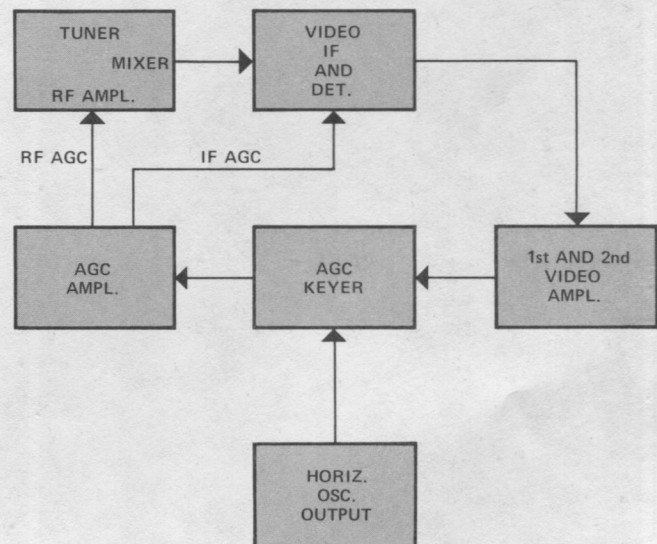 TUNER
MIXER
RF AMPL.
VIDEO
IF
AND
DET.
RF AGC
IF AGC
AGC
AMPL.
AGC
KEYER
1st AND 2nd
VIDEO
AMPL.
HORIZ.
OSC.
OUTPUT